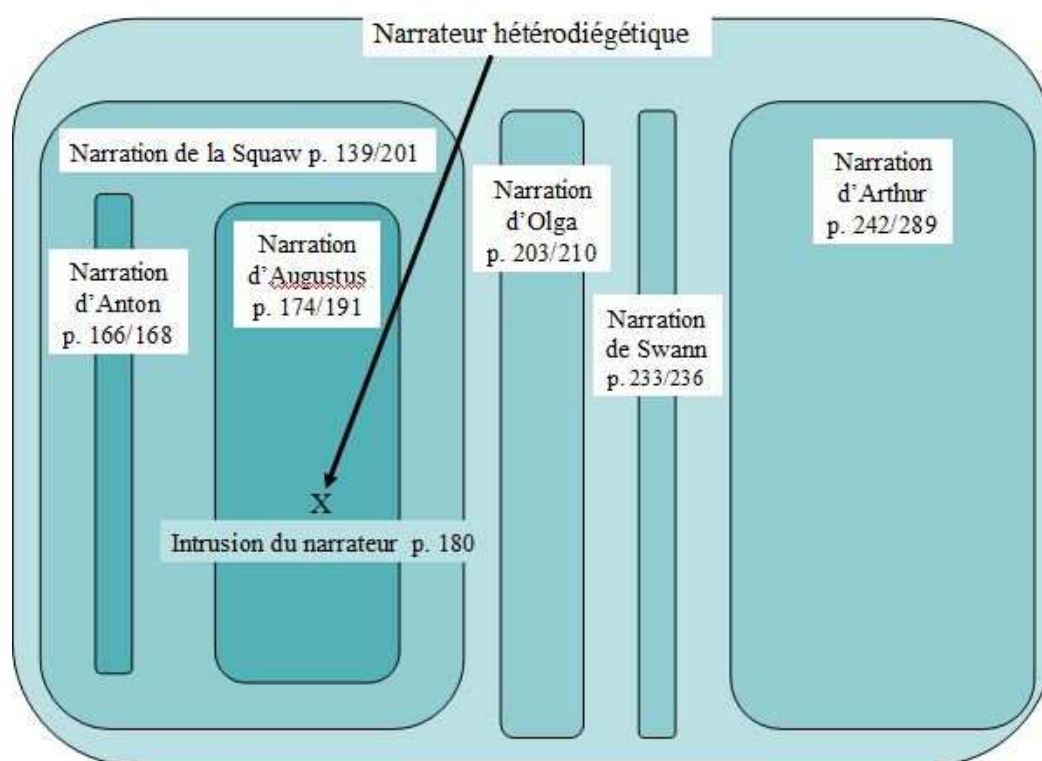 Narrateur hétérodiégétique
Narration de la Squaw p. 139/201
Narration
d’Anton
p. 166/168
Narration
d’Augustus
p. 174/191
X
Intrusion du narrateur p. 180
Narration
d’Olga
p. 203/210
Narration
de Swann
p. 233/236
Narration
d’Arthur
p. 242/289